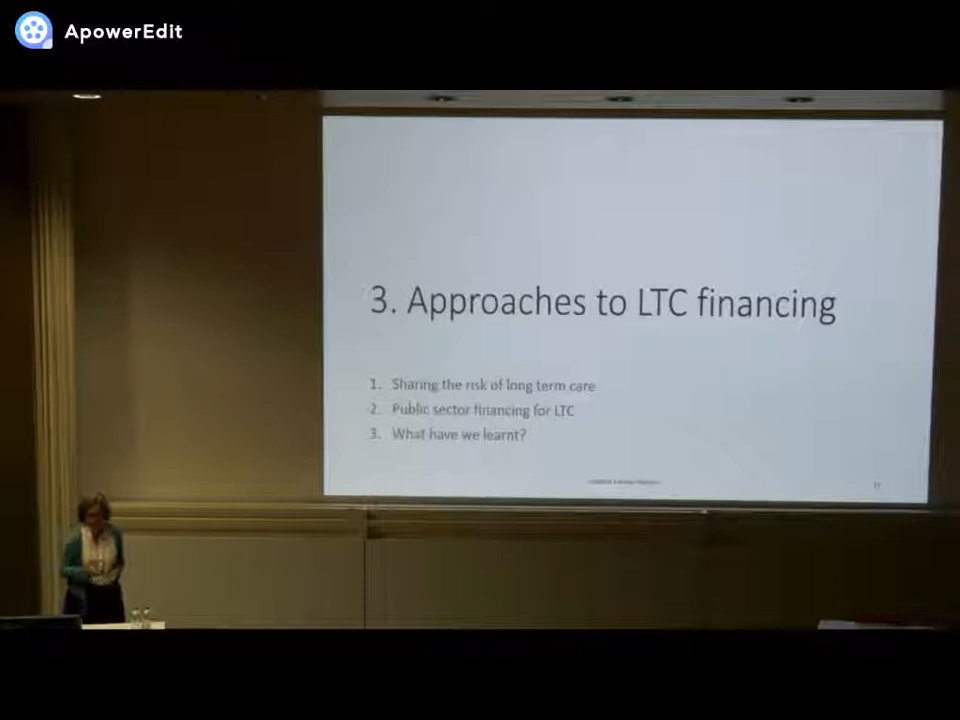 ApowerEdit
3. Approaches to LTC financing
1. Sharing the risk of long term care
2. Public sector financing for LTC
3. What have we learnt?